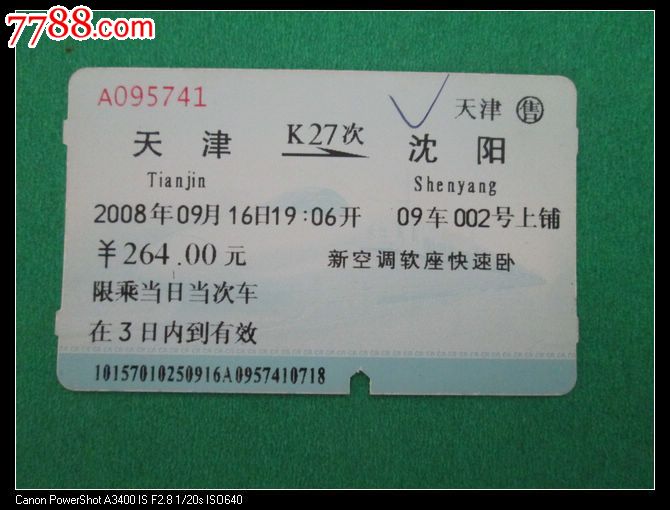 7788.com
A095741
天津 售
天津 K27次 沈阳
Tianjin Shenyang
2008年09月16日19:06开 09车002号上铺
￥264.00元 新空调软座快速卧
限乘当日当次车
在3日内到有效
10157010250916A0957410718
Canon PowerShot A3400 IS F2.8 1/20s ISO640